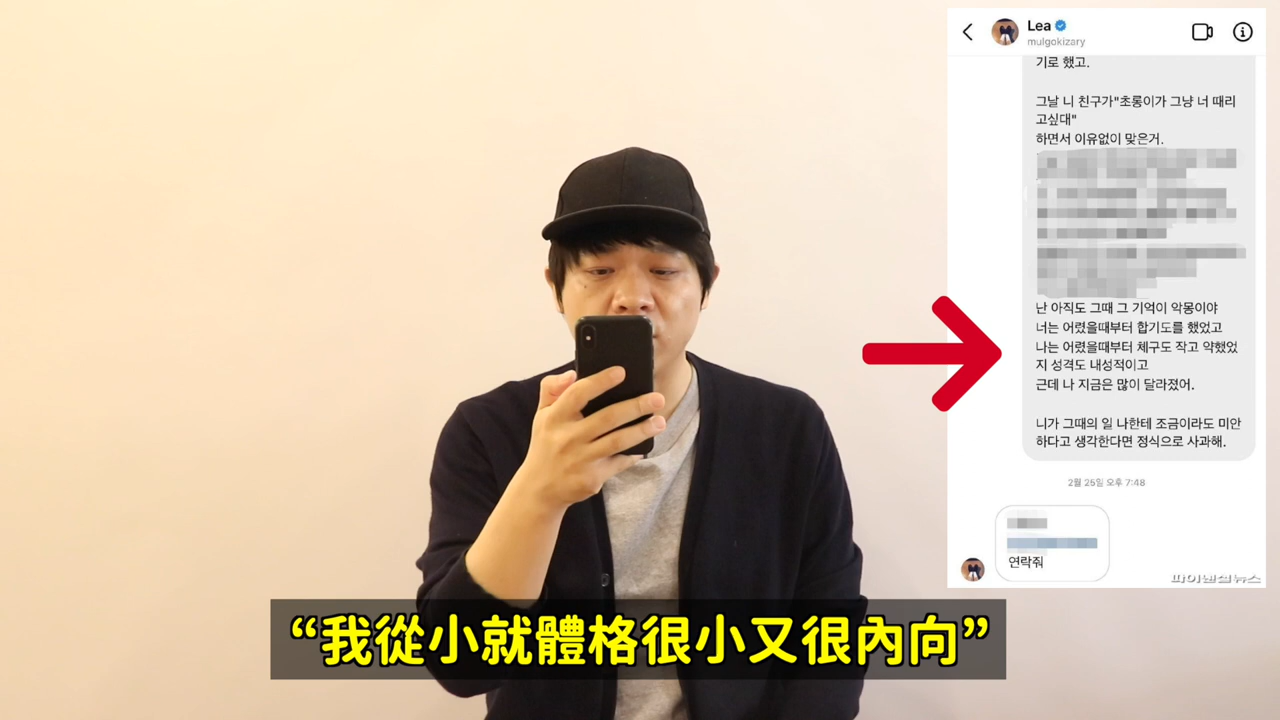 Lea
mulgokizary
기로 했고.
그날 니 친구가"초롱이가 그냥 너 때리
고싶대"
하면서 이유없이 맞은거.
난 아직도 그때 그 기억이 악몽이야
너는 어렸을때부터 합기도를 했었고
나는 어렸을때부터 체구도 작고 약했었
지 성격도 내성적이고
근데 나 지금은 많이 달라졌어.
니가 그때의 일 나한테 조금이라도 미안
하다고 생각한다면 정식으로 사과해.
2월 25일 오후 7:48
연락줘
파이낸셜뉴스
“我從小就體格很小又很內向”